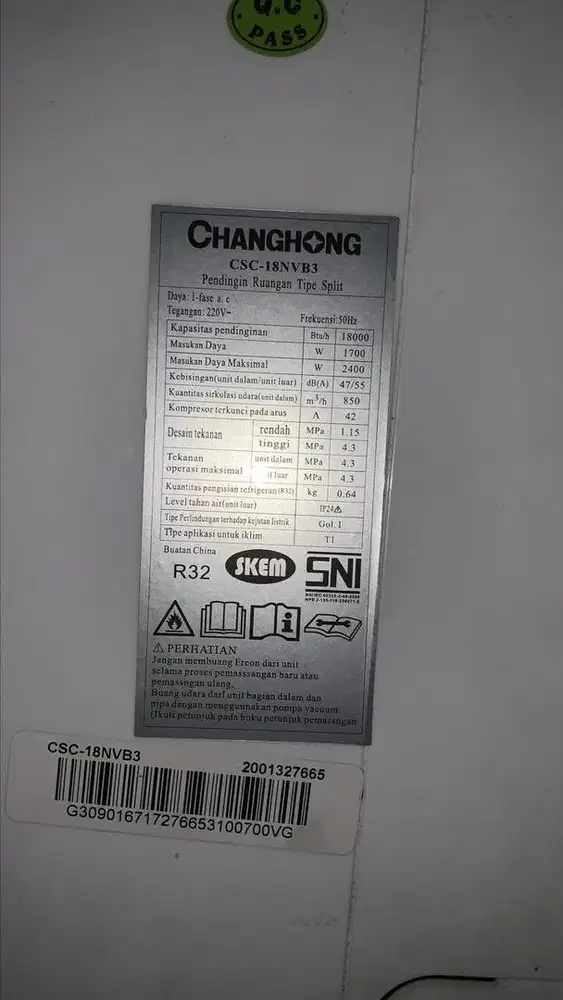 Q.C
PASS
CHANGHONG
CSC-18NVB3
Pendingin Ruangan Tipe Split
Daya: 1-fase a. c
Tegangan: 220V~ Frekuensi:50Hz
Kapasitas pendinginan Btu/h 18000
Masukan Daya W 1700
Masukan Daya Maksimal W 2400
Kebisingan(unit dalam/unit luar) dB(A) 47/55
Kuantitas sirkulasi udara(unit dalam) m³/h 850
Kompresor terkunci pada arus A 42
Desain tekanan rendah MPa 1.15
tinggi MPa 4.3
Tekanan operasi maksimal unit dalam MPa 4.3
luar MPa 4.3
Kuantitas pengisian refrigeran(R32) kg 0.64
Level tahan air(unit luar) IP24⚠
Tipe Perlindungan terhadap kejutan listrik Gol. I
Tipe aplikasi untuk iklim T1
Buatan China
R32 SKEM SNI
⚠ PERHATIAN
Jangan membuang Freon dari unit
selama proses pemasssangan baru atau
pemassngan ulang.
Buang udara dari unit bagian dalam dan
pipa dengan menggunakan pompa vacuum.
(Ikuti petunjuk pada buku petunjuk pemassngan
CSC-18NVB3 2001327665
G309016717276653100700VG